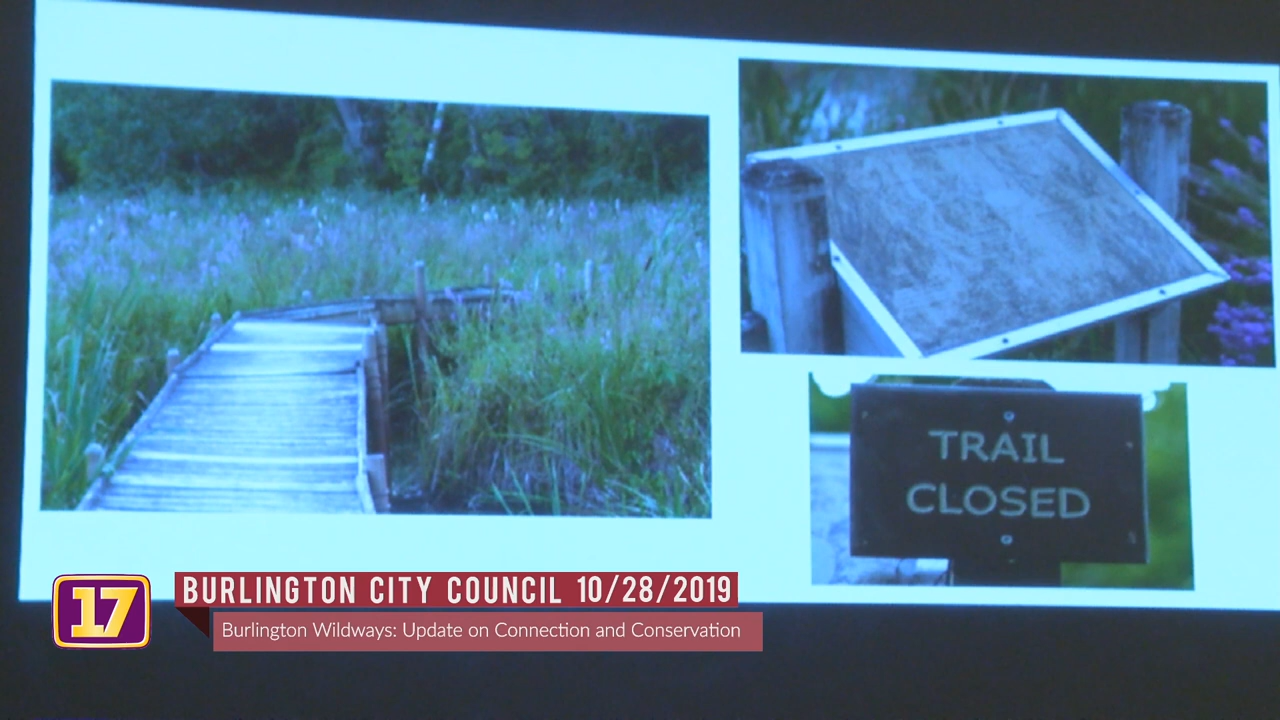 TRAIL
CLOSED
17
BURLINGTON CITY COUNCIL 10/28/2019
Burlington Wildways: Update on Connection and Conservation